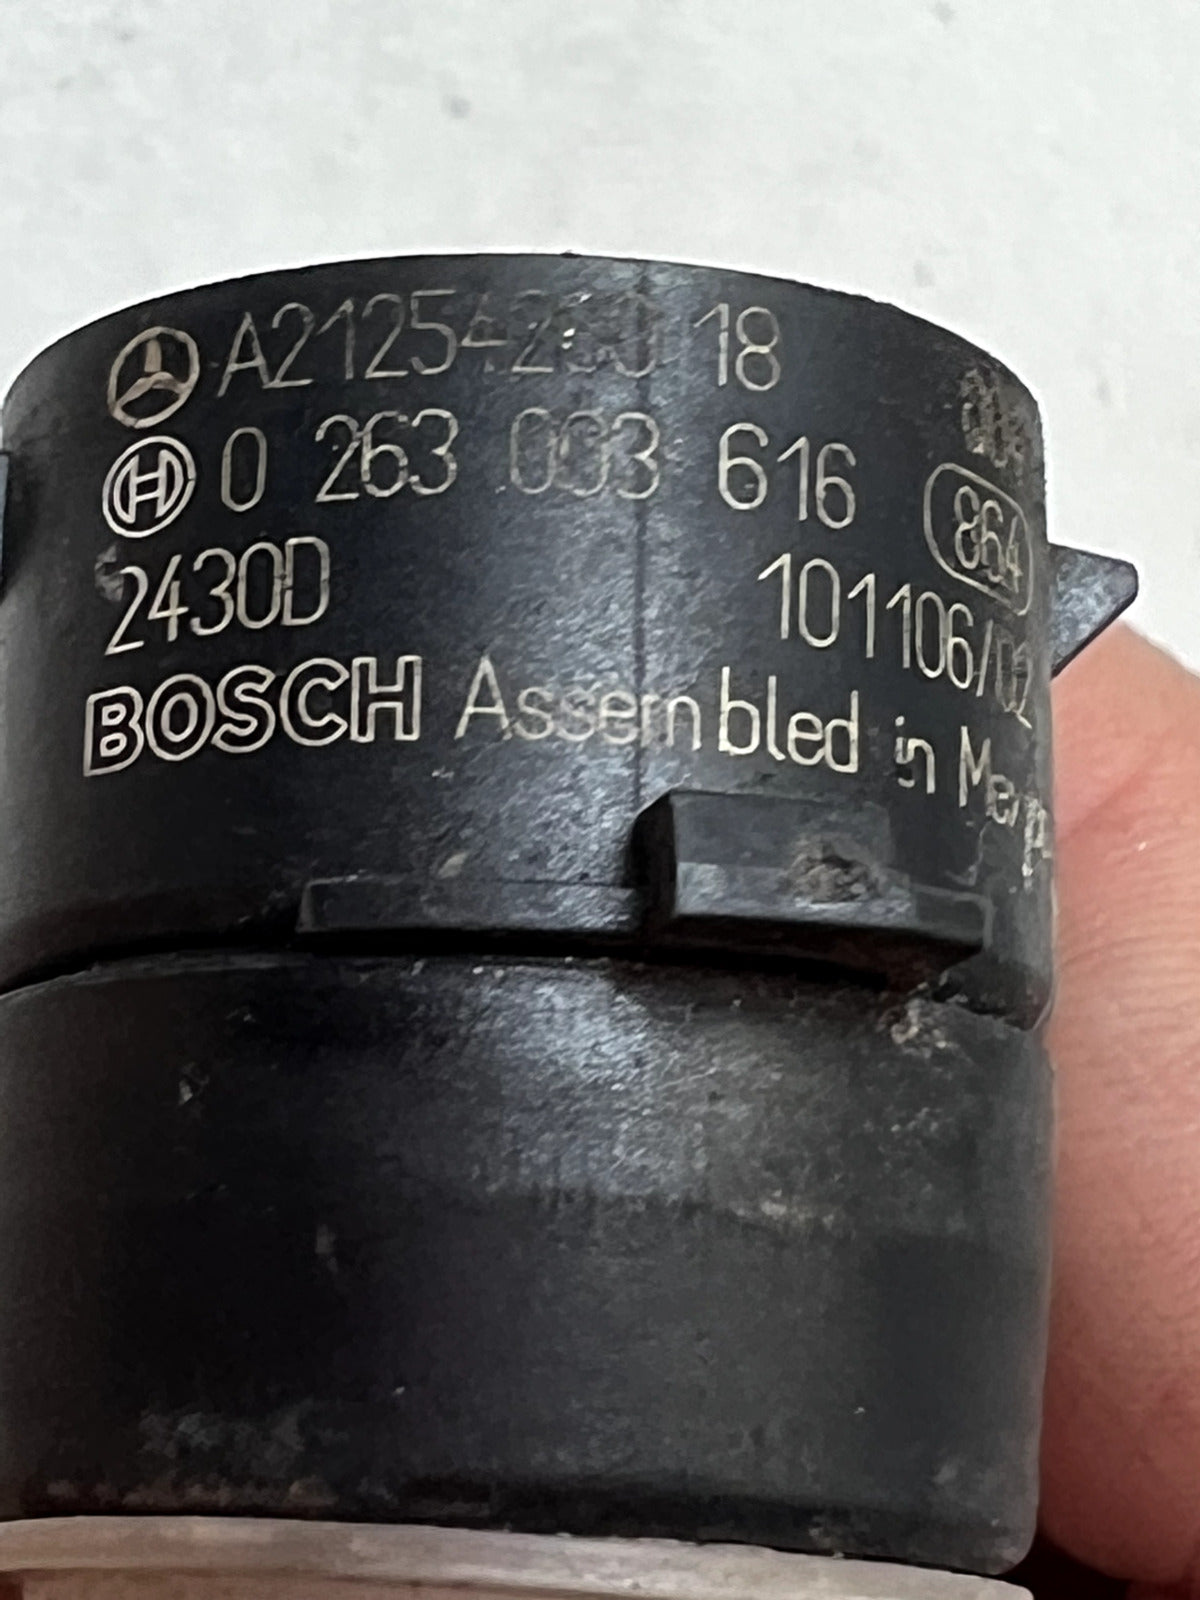 18
0 263 003 616 864
2430D 101106/02
BOSCH Assembled in